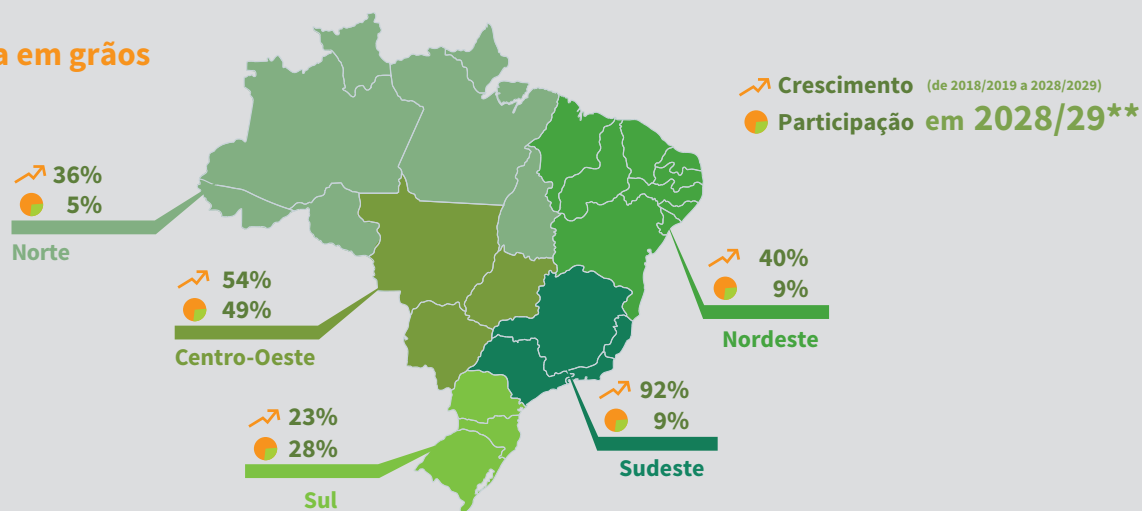 em grãos
Crescimento (de 2018/2019 a 2028/2029)
Participação em 2028/29**
36%
5%
Norte
54%
49%
Centro-Oeste
40%
9%
Nordeste
92%
9%
Sudeste
23%
28%
Sul